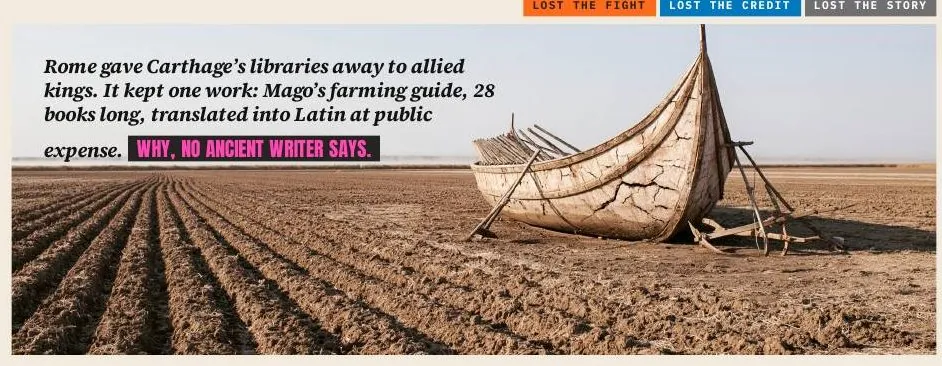 LOST THE FIGHT LOST THE CREDIT LOST THE STORY
Rome gave Carthage's libraries away to allied
kings. It kept one work: Mago's farming guide, 28
books long, translated into Latin at public
expense. WHY, NO ANCIENT WRITER SAYS.